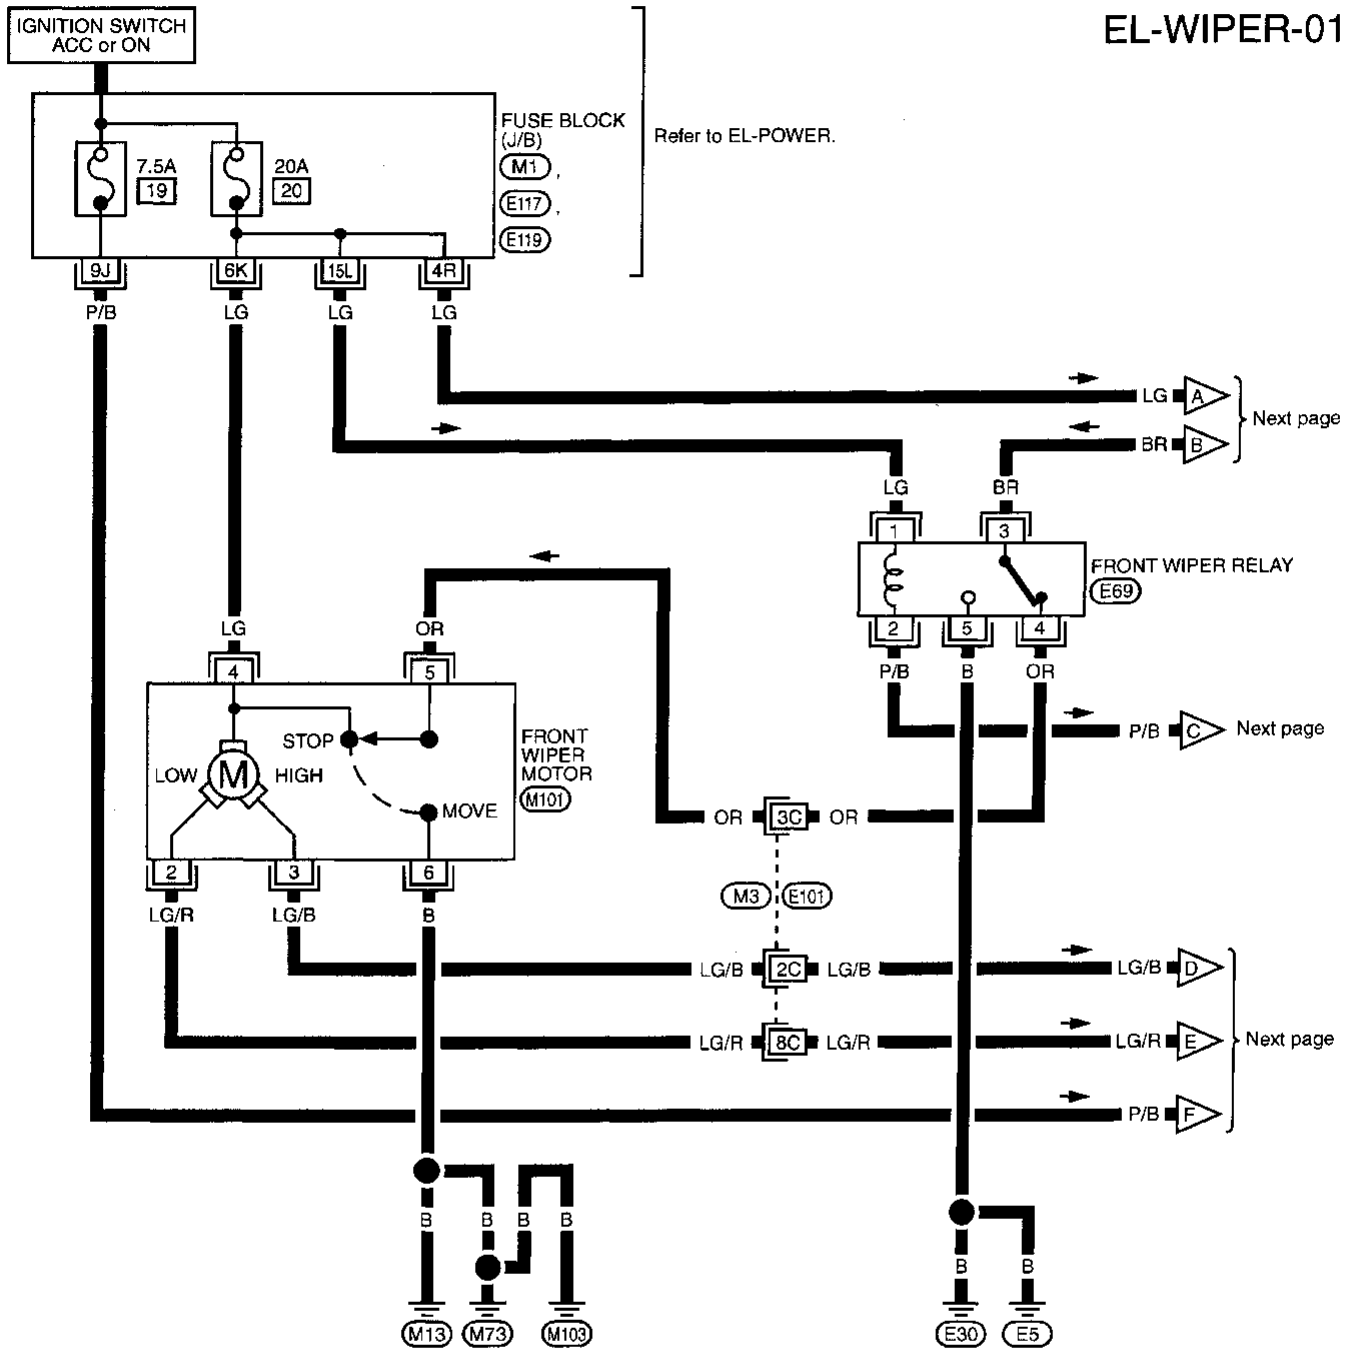 IGNITION SWITCH
ACC or ON
EL-WIPER-01
FUSE BLOCK
(J/B)
M1 ,
E117 ,
E119
Refer to EL-POWER.
7.5A
19
20A
20
9J 6K 15L 4R
P/B LG LG LG
LG A
BR B
Next page
LG BR
1 3
FRONT WIPER RELAY
E69
2 5 4
P/B B OR
P/B C Next page
LG OR
4 5
STOP
LOW M HIGH
MOVE
FRONT
WIPER
MOTOR
M101
2 3 6
LG/R LG/B B
OR 3C OR
M3 E101
LG/B 2C LG/B LG/B D
LG/R 8C LG/R LG/R E
Next page
P/B F
B B B B
B B
M13 M73 M103
E30 E5